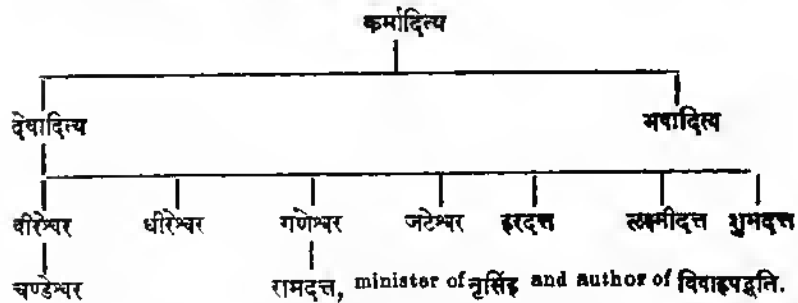 कर्मादित्य
देवादित्य भवादित्य
वीरेश्वर धीरेश्वर गणेश्वर जटेश्वर हरदत्त लक्ष्मीदत्त शुभदत्त
चण्डेश्वर रामदत्त, minister of नृसिंह and author of विवाहपद्धति.